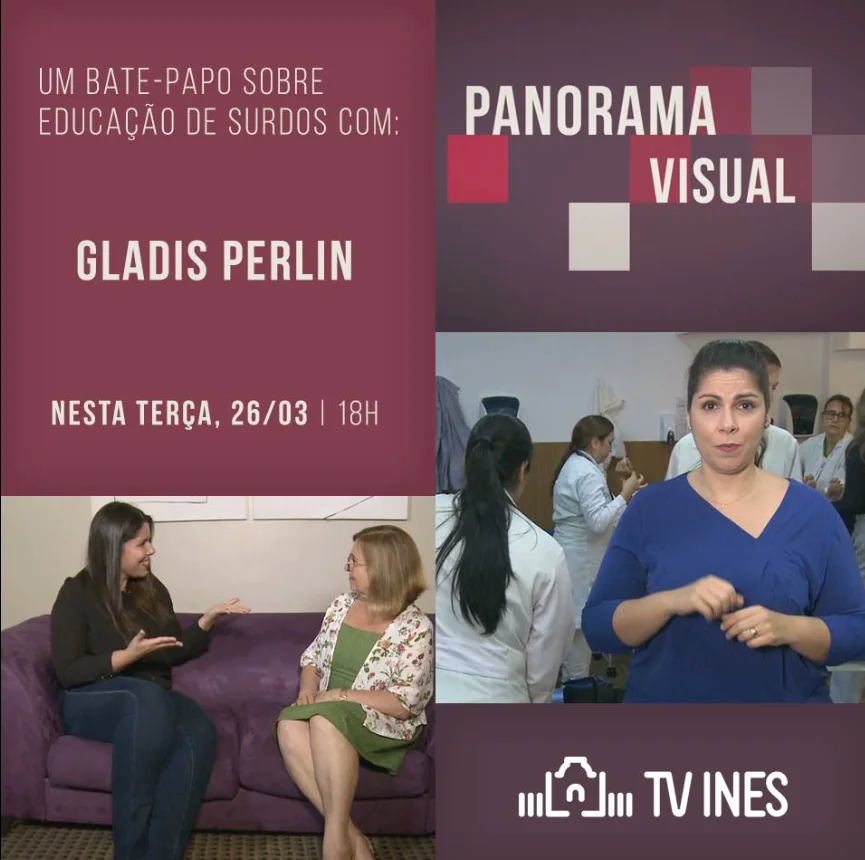 UM BATE-PAPO SOBRE
EDUCAÇÃO DE SURDOS COM:
GLADIS PERLIN
NESTA TERÇA, 26/03 | 18H
PANORAMA
VISUAL
TV INES